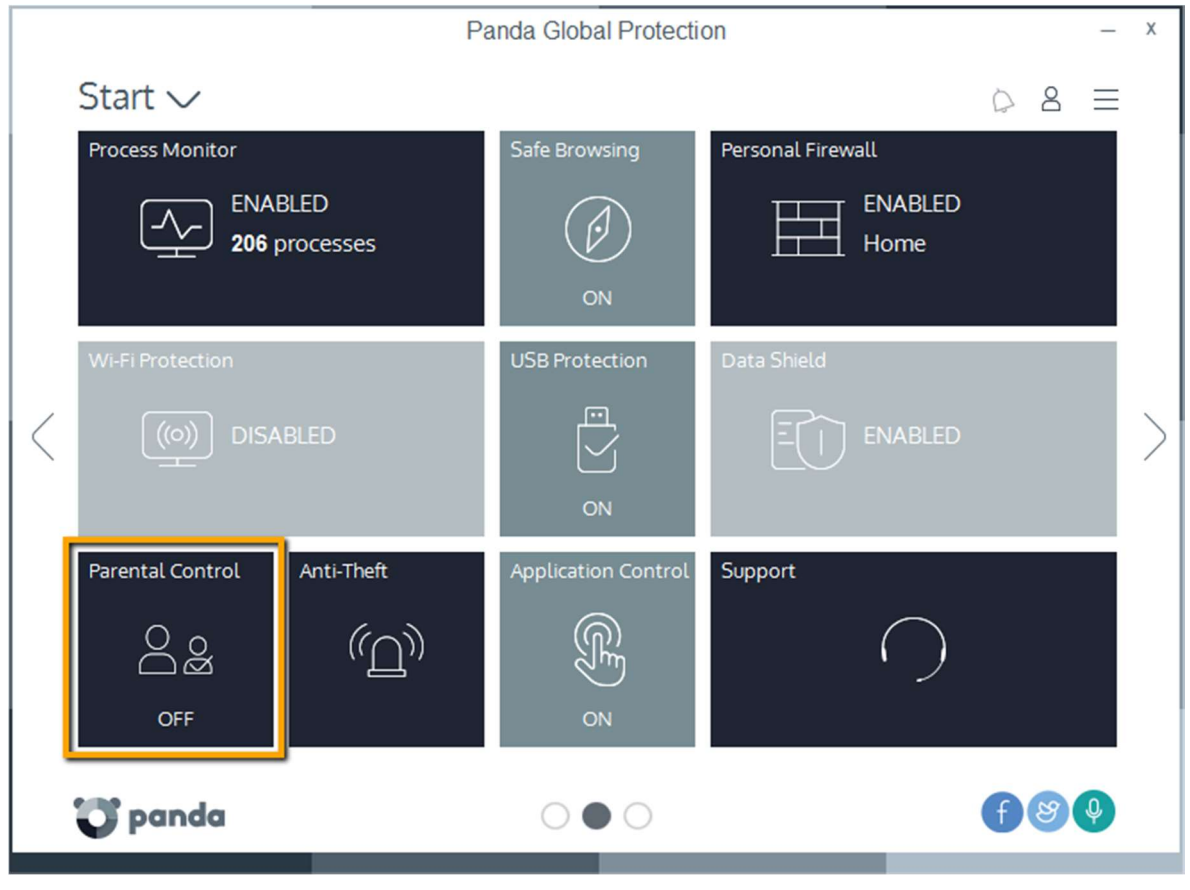 Panda Global Protection
Start
Process Monitor
ENABLED
206 processes
Safe Browsing
ON
Personal Firewall
ENABLED
Home
Wi-Fi Protection
DISABLED
USB Protection
ON
Data Shield
ENABLED
Parental Control
OFF
Anti-Theft
Application Control
ON
Support
panda